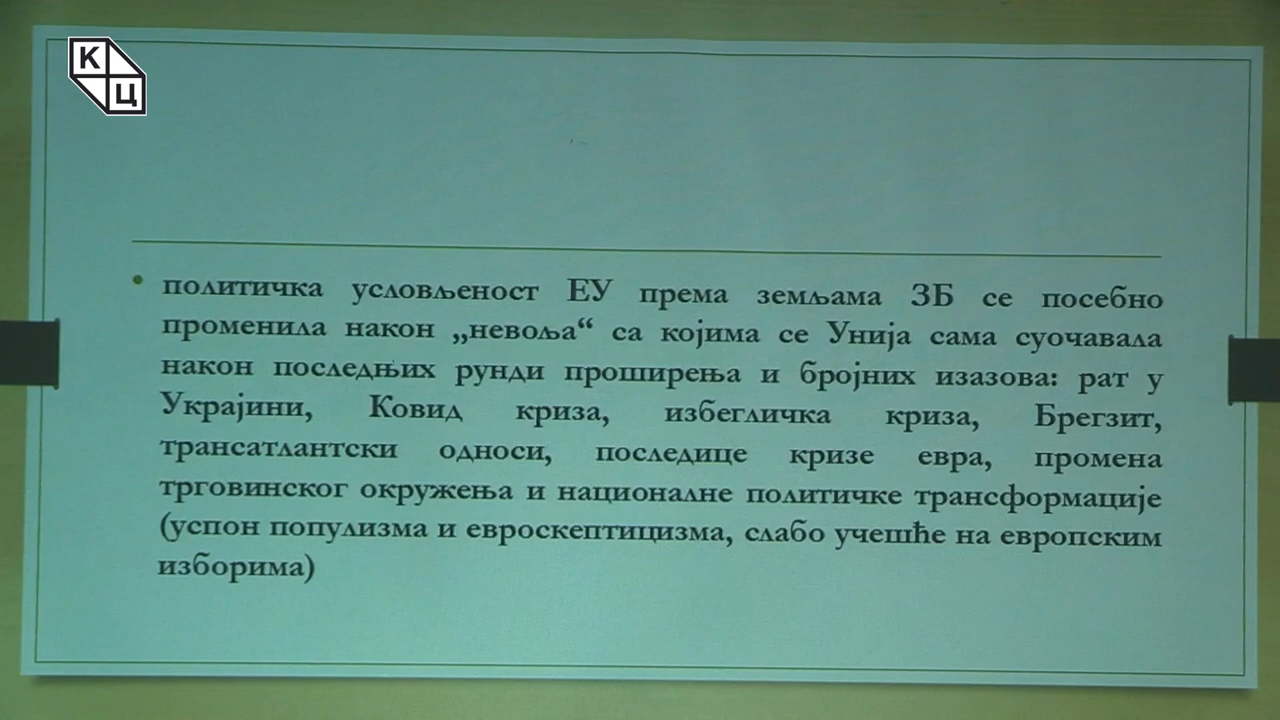 К
Ц
• политичка условљеност ЕУ према земљама ЗБ се посебно
променила након „невоља“ са којима се Унија сама суочавала
након последњих рунди проширења и бројних изазова: рат у
Украјини, Ковид криза, избегличка криза, Брегзит,
трансатлантски односи, последице кризе евра, промена
трговинског окружења и националне политичке трансформације
(успон популизма и евроскептицизма, слабо учешће на европским
изборима)